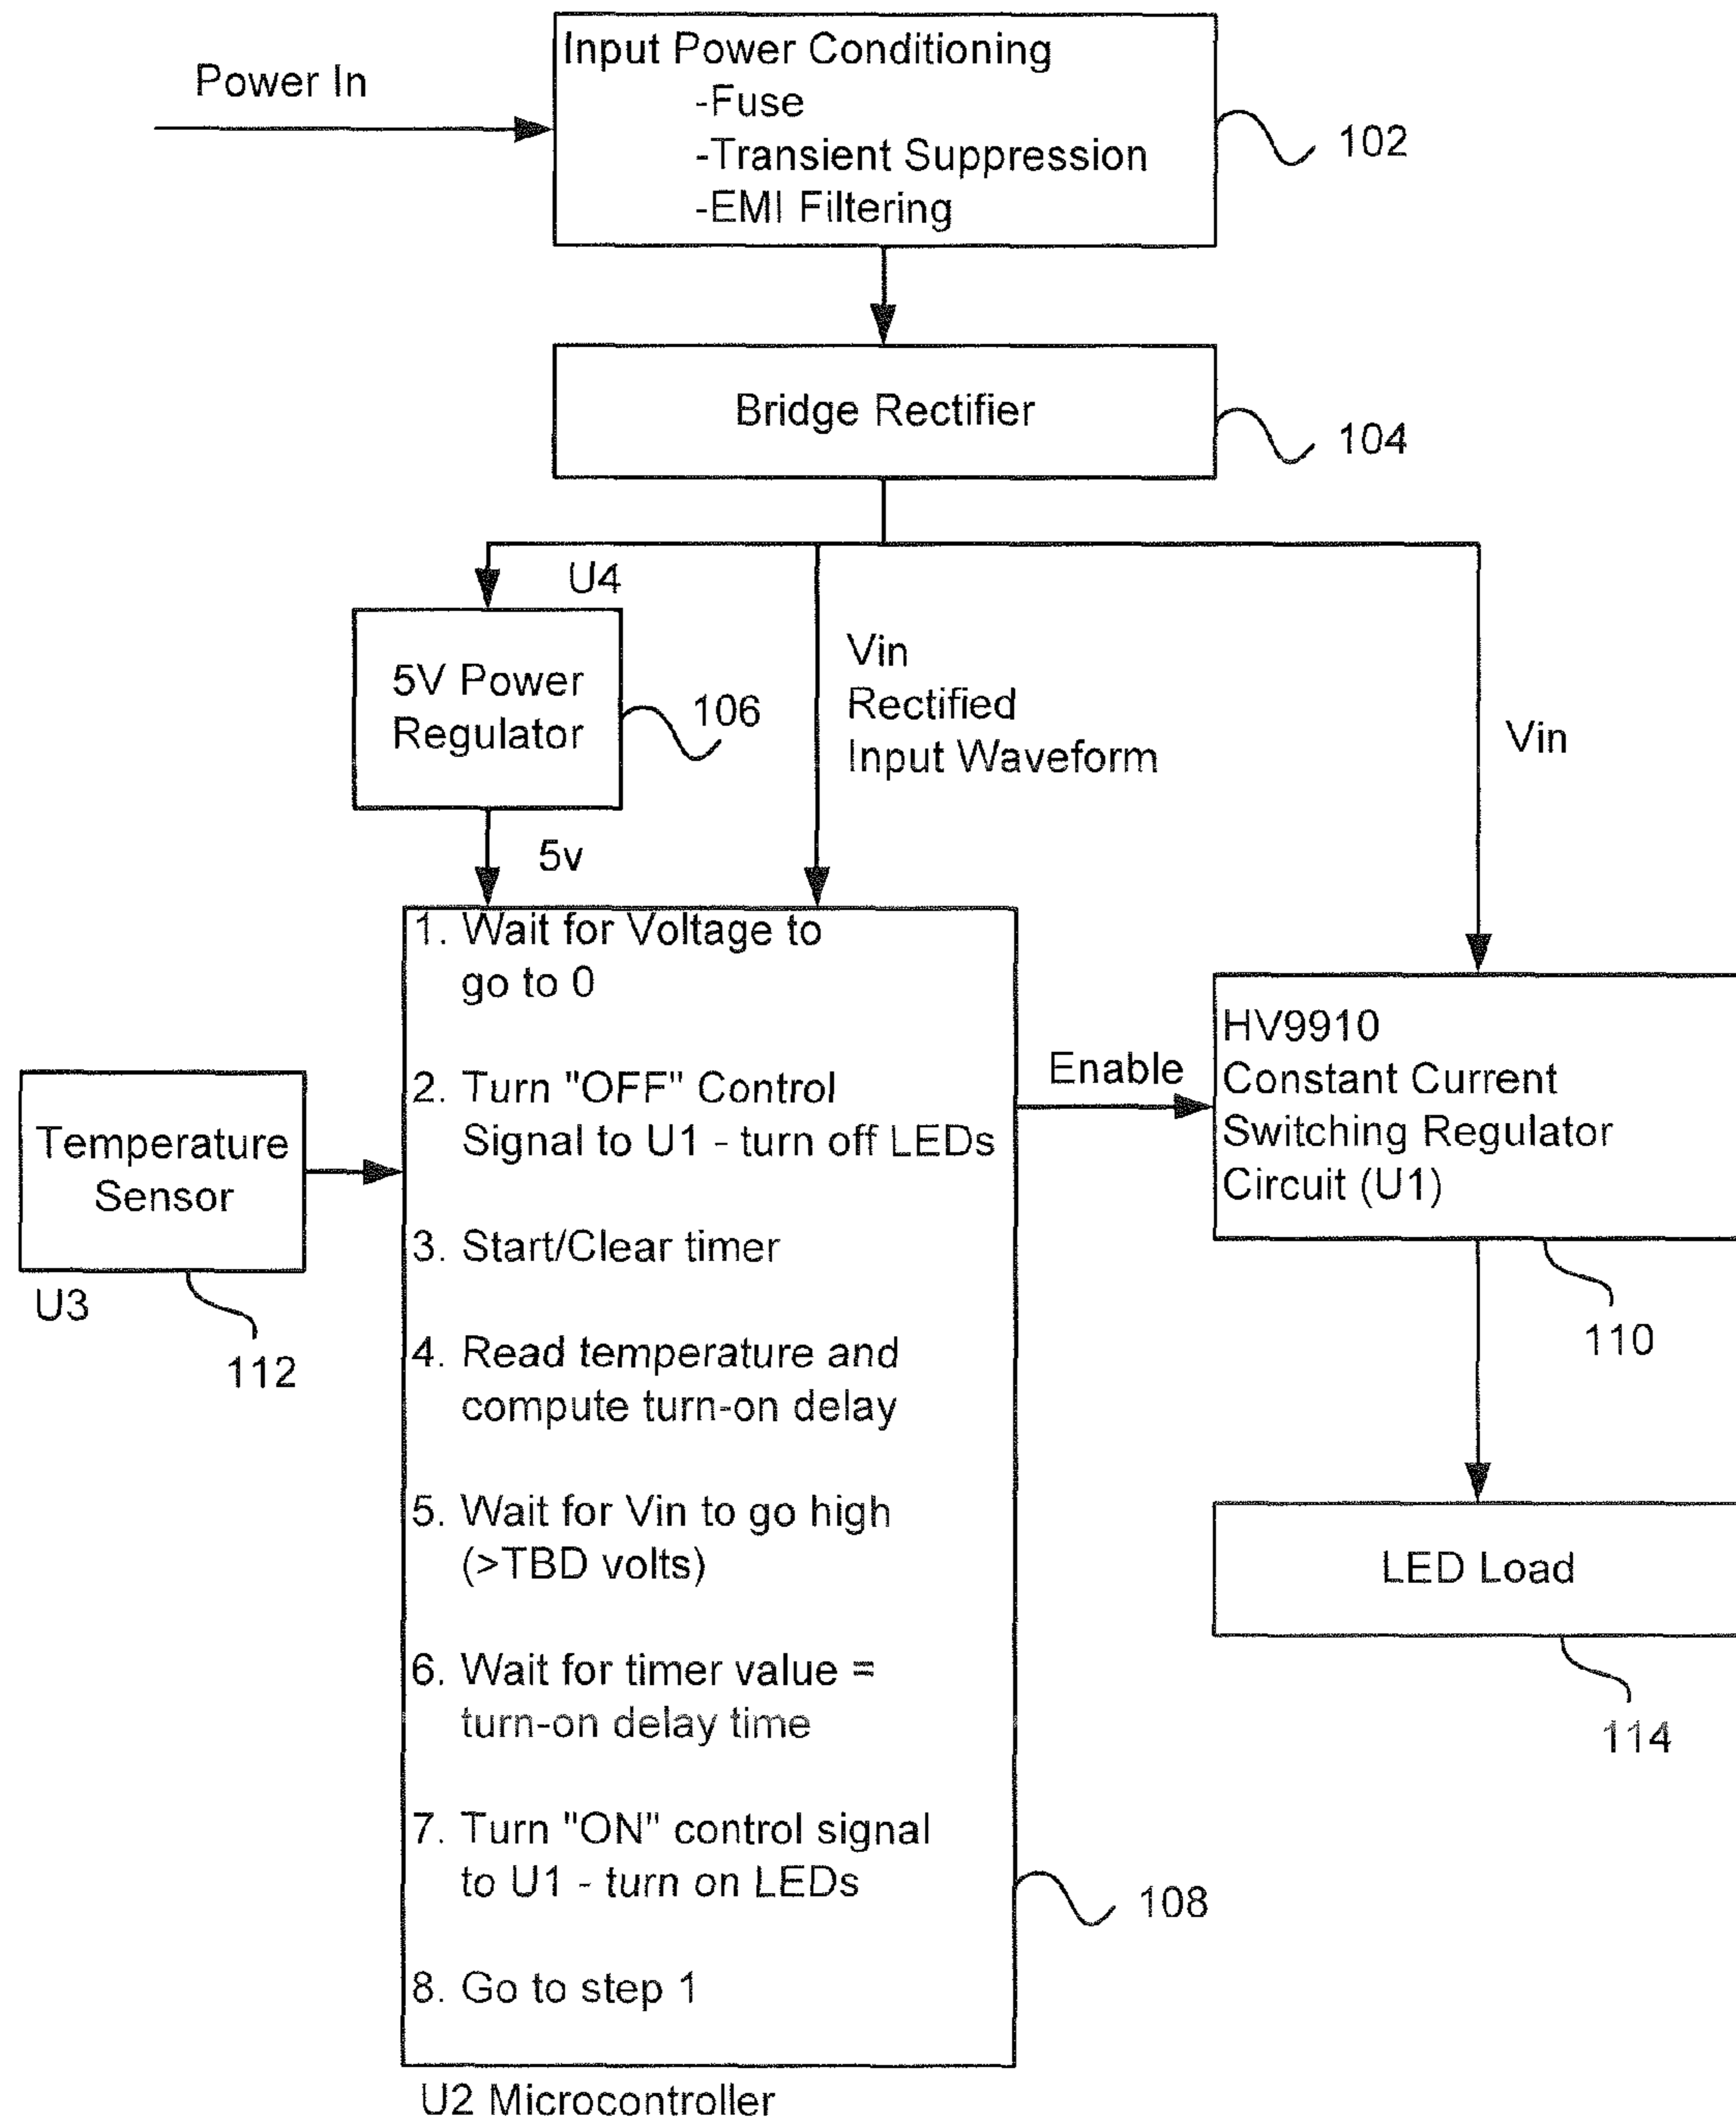 Power In
Input Power Conditioning
-Fuse
-Transient Suppression
-EMI Filtering
102
Bridge Rectifier
104
U4
5V Power
Regulator
106
Vin
Rectified
Input Waveform
Vin
5v
1. Wait for Voltage to
go to 0
2. Turn "OFF" Control
Signal to U1 - turn off LEDs
3. Start/Clear timer
4. Read temperature and
compute turn-on delay
5. Wait for Vin to go high
(>TBD volts)
6. Wait for timer value =
turn-on delay time
7. Turn "ON" control signal
to U1 - turn on LEDs
8. Go to step 1
108
U2 Microcontroller
Temperature
Sensor
U3
112
Enable
HV9910
Constant Current
Switching Regulator
Circuit (U1)
110
LED Load
114